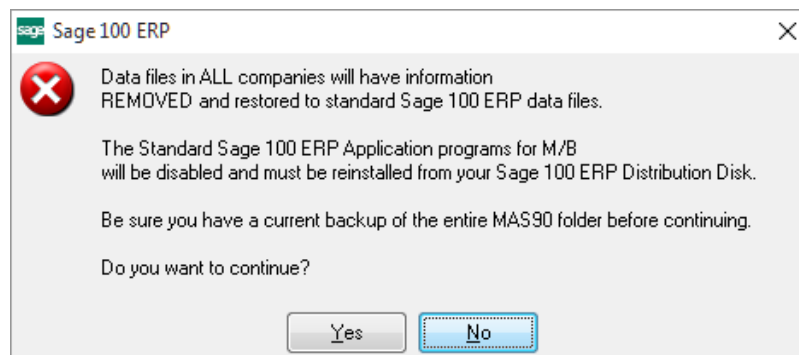 sage Sage 100 ERP
Data files in ALL companies will have information
REMOVED and restored to standard Sage 100 ERP data files.
The Standard Sage 100 ERP Application programs for M/B
will be disabled and must be reinstalled from your Sage 100 ERP Distribution Disk.
Be sure you have a current backup of the entire MAS90 folder before continuing.
Do you want to continue?
Yes No